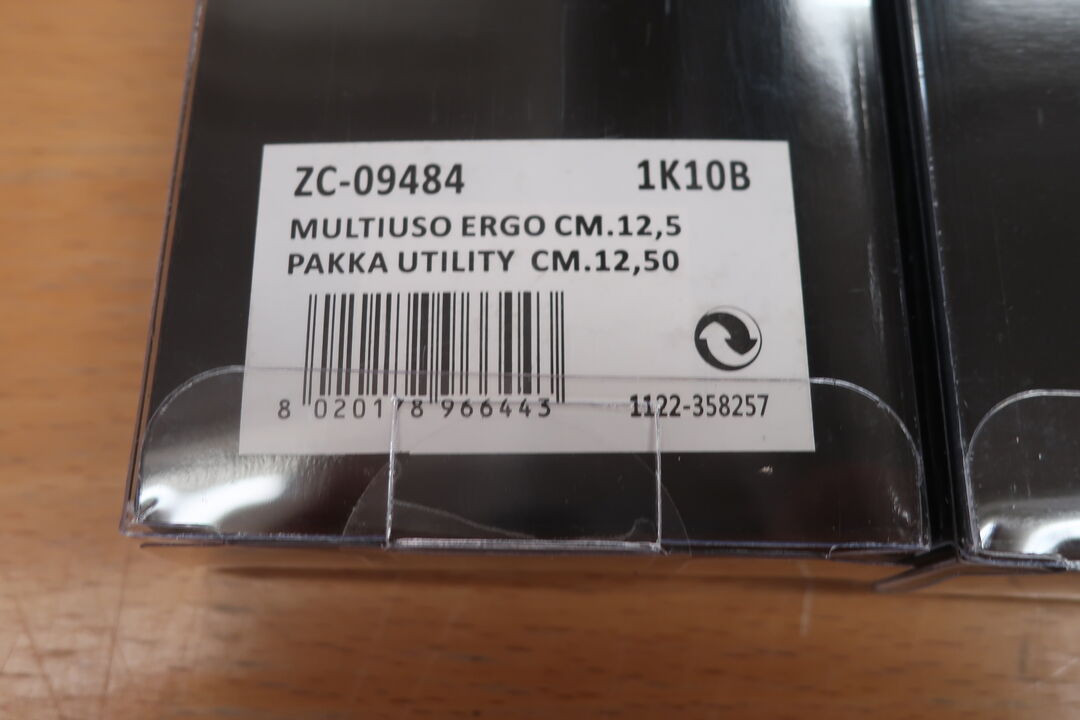 ZC-09484 1K10B
MULTIUSO ERGO CM.12,5
PAKKA UTILITY CM.12,50
8 020178 966443
1122-358257